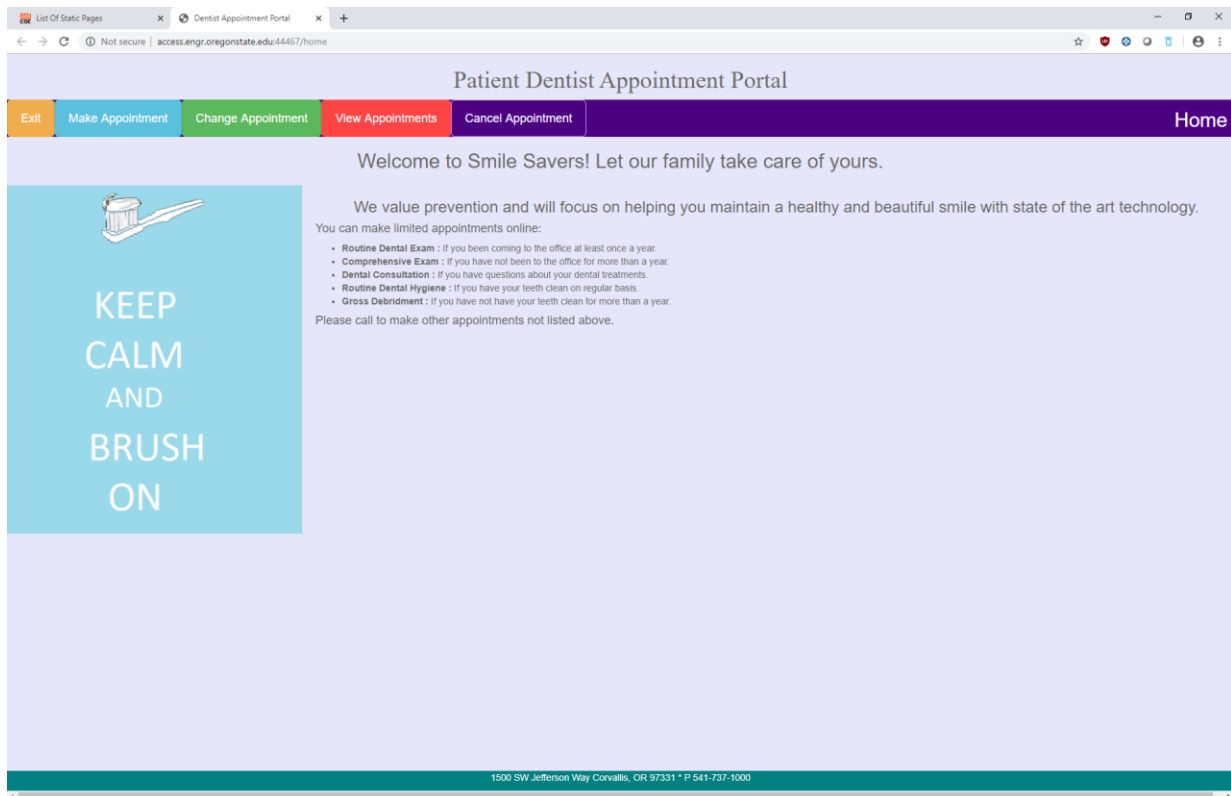 List Of Static Pages
Dentist Appointment Portal
Not secure | access.engr.oregonstate.edu:44467/home
Patient Dentist Appointment Portal
Exit Make Appointment Change Appointment View Appointments Cancel Appointment Home
Welcome to Smile Savers! Let our family take care of yours.
We value prevention and will focus on helping you maintain a healthy and beautiful smile with state of the art technology.
You can make limited appointments online:
• Routine Dental Exam : If you been coming to the office at least once a year.
• Comprehensive Exam : If you have not been to the office for more than a year.
• Dental Consultation : If you have questions about your dental treatments.
• Routine Dental Hygiene : If you have your teeth clean on regular basis.
• Gross Debridment : If you have not have your teeth clean for more than a year.
Please call to make other appointments not listed above.
KEEP
CALM
AND
BRUSH
ON
1500 SW Jefferson Way Corvallis, OR 97331 * P 541-737-1000